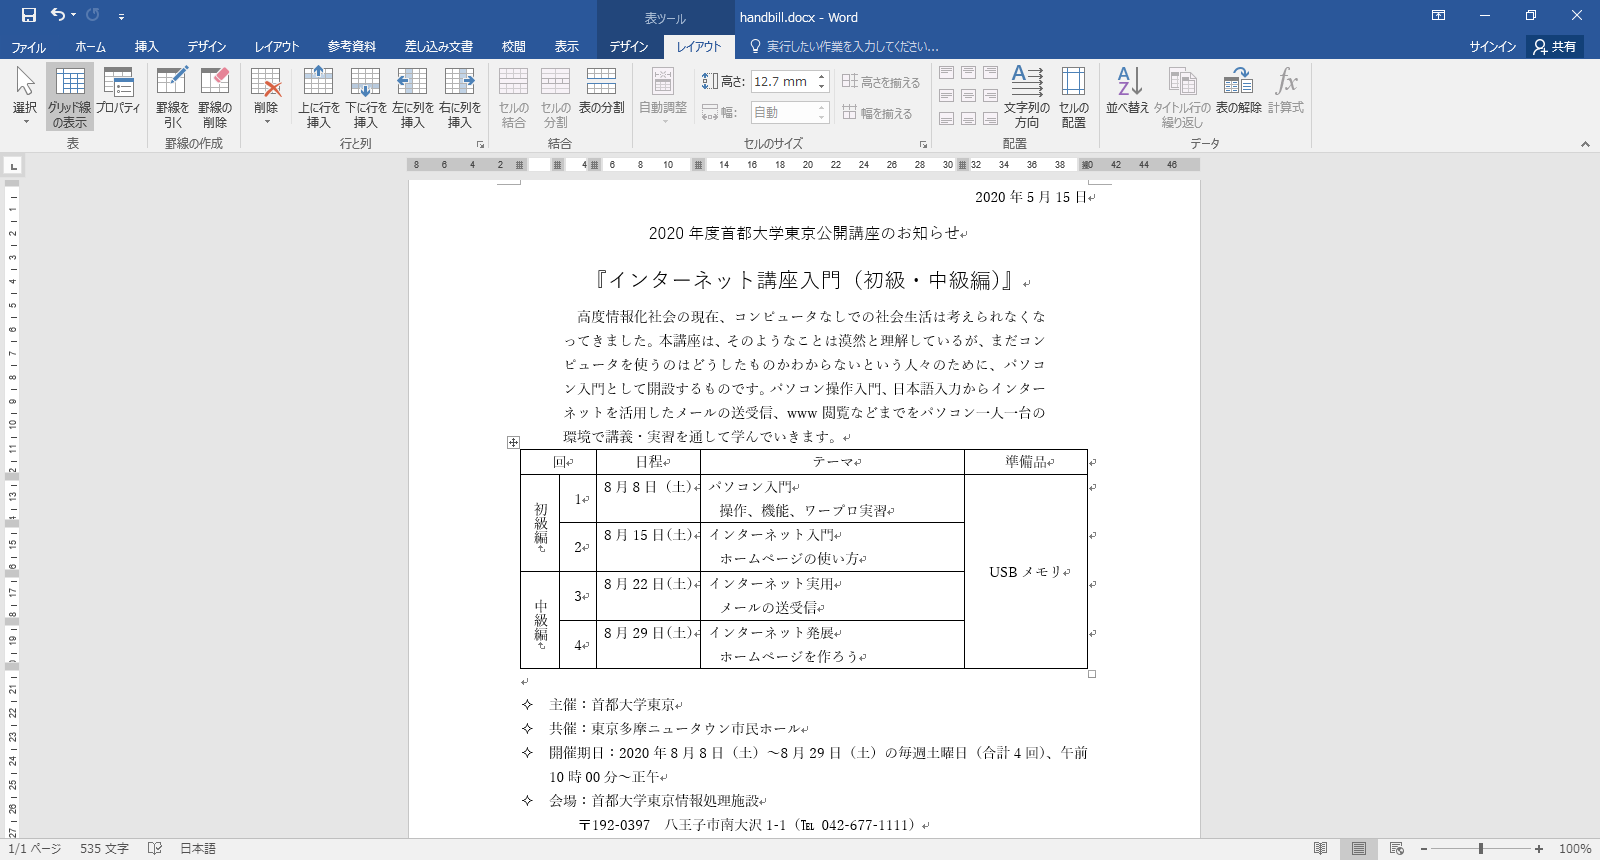 表ツール
handbill.docx - Word
ファイル ホーム 挿入 デザイン レイアウト 参考資料 差し込み文書 校閲 表示 デザイン レイアウト 実行したい作業を入力してください... サインイン 共有
選択
グリッド線の表示
プロパティ
罫線を引く
罫線の削除
削除
上に行を挿入
下に行を挿入
左に列を挿入
右に列を挿入
セルの結合
セルの分割
表の分割
自動調整
高さ: 12.7 mm
幅: 自動
高さを揃える
幅を揃える
文字列の方向
セルの配置
並べ替え
タイトル行の繰り返し
表の解除
計算式
表 罫線の作成 行と列 結合 セルのサイズ 配置 データ
8 6 4 2 4 6 8 10 14 16 18 20 22 24 26 28 30 32 34 36 38 40 42 44 46
2020 年 5 月 15 日
2020 年度首都大学東京公開講座のお知らせ
『インターネット講座入門（初級・中級編）』
高度情報化社会の現在、コンピュータなしでの社会生活は考えられなくな
ってきました。本講座は、そのようなことは漠然と理解しているが、まだコン
ピュータを使うのはどうしたものかわからないという人々のために、パソコ
ン入門として開設するものです。パソコン操作入門、日本語入力からインター
ネットを活用したメールの送受信、www 閲覧などまでをパソコン一人一台の
環境で講義・実習を通して学んでいきます。
回 日程 テーマ 準備品
初級編
1 8 月 8 日（土） パソコン入門
操作、機能、ワープロ実習
2 8 月 15 日(土) インターネット入門
ホームページの使い方
USB メモリ
中級編
3 8 月 22 日(土) インターネット実用
メールの送受信
4 8 月 29 日(土) インターネット発展
ホームページを作ろう
主催：首都大学東京
共催：東京多摩ニュータウン市民ホール
開催期日：2020 年 8 月 8 日（土）～8 月 29 日（土）の毎週土曜日（合計 4 回）、午前
10 時 00 分～正午
会場：首都大学東京情報処理施設
〒192-0397　八王子市南大沢 1-1（℡ 042-677-1111）
1/1 ページ 535 文字 日本語 100%